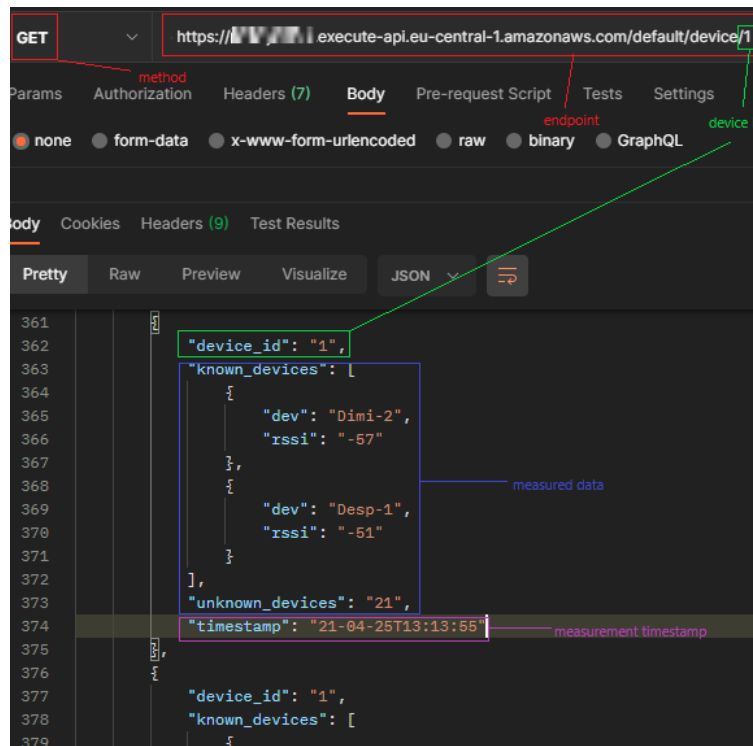 GET https:// .execute-api.eu-central-1.amazonaws.com/default/device/1
method
Params Authorization Headers (7) Body Pre-request Script Tests Settings
endpoint
device
none form-data x-www-form-urlencoded raw binary GraphQL
Body Cookies Headers (9) Test Results
Pretty Raw Preview Visualize JSON
361 {
362 "device_id": "1",
363 "known_devices": [
364 {
365 "dev": "Dimi-2",
366 "rssi": "-57"
367 },
368 {
measured data
369 "dev": "Desp-1",
370 "rssi": "-51"
371 }
372 ],
373 "unknown_devices": "21",
374 "timestamp": "21-04-25T13:13:55"
measurement timestamp
375 },
376 {
377 "device_id": "1",
378 "known_devices": [
379 {